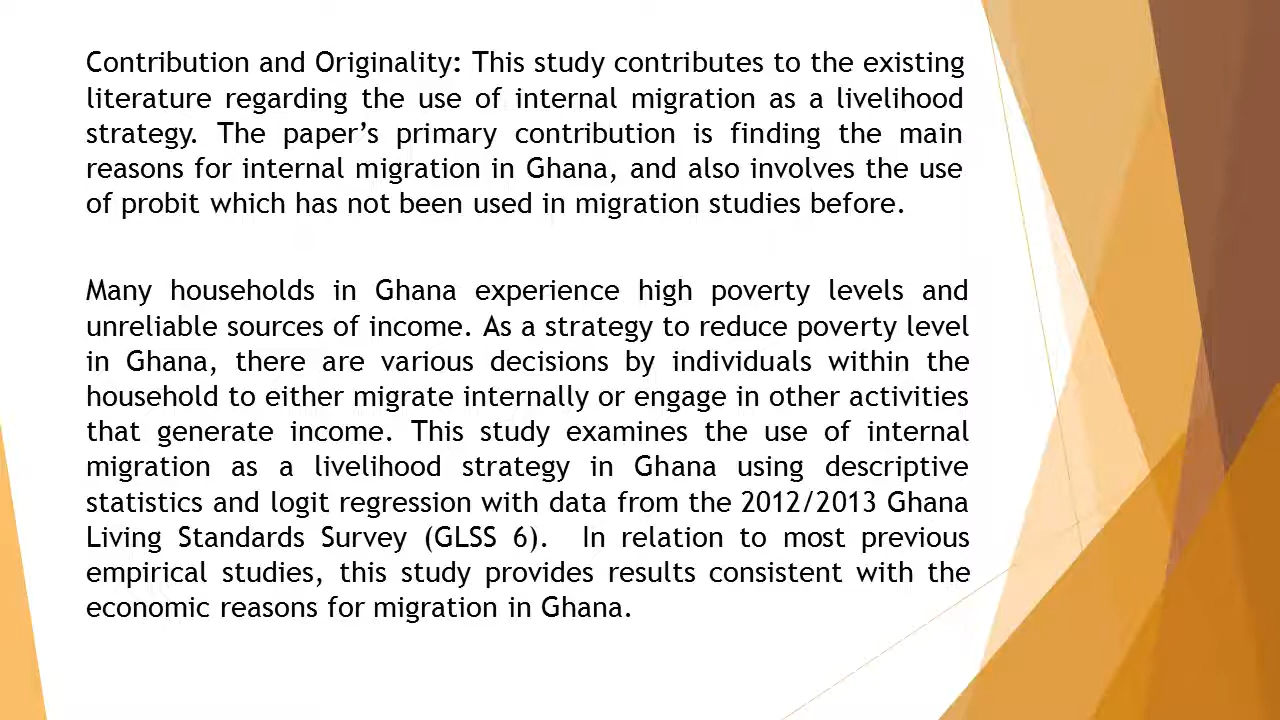 Contribution and Originality: This study contributes to the existing
literature regarding the use of internal migration as a livelihood
strategy. The paper’s primary contribution is finding the main
reasons for internal migration in Ghana, and also involves the use
of probit which has not been used in migration studies before.
Many households in Ghana experience high poverty levels and
unreliable sources of income. As a strategy to reduce poverty level
in Ghana, there are various decisions by individuals within the
household to either migrate internally or engage in other activities
that generate income. This study examines the use of internal
migration as a livelihood strategy in Ghana using descriptive
statistics and logit regression with data from the 2012/2013 Ghana
Living Standards Survey (GLSS 6). In relation to most previous
empirical studies, this study provides results consistent with the
economic reasons for migration in Ghana.